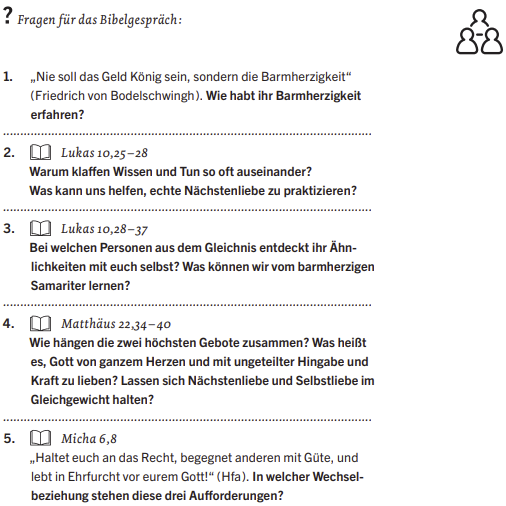 ? Fragen für das Bibelgespräch:
1. „Nie soll das Geld König sein, sondern die Barmherzigkeit“
(Friedrich von Bodelschwingh). Wie habt ihr Barmherzigkeit
erfahren?
2. Lukas 10,25–28
Warum klaffen Wissen und Tun so oft auseinander?
Was kann uns helfen, echte Nächstenliebe zu praktizieren?
3. Lukas 10,28–37
Bei welchen Personen aus dem Gleichnis entdeckt ihr Ähn-
lichkeiten mit euch selbst? Was können wir vom barmherzigen
Samariter lernen?
4. Matthäus 22,34–40
Wie hängen die zwei höchsten Gebote zusammen? Was heißt
es, Gott von ganzem Herzen und mit ungeteilter Hingabe und
Kraft zu lieben? Lassen sich Nächstenliebe und Selbstliebe im
Gleichgewicht halten?
5. Micha 6,8
„Haltet euch an das Recht, begegnet anderen mit Güte, und
lebt in Ehrfurcht vor eurem Gott!“ (Hfa). In welcher Wechsel-
beziehung stehen diese drei Aufforderungen?